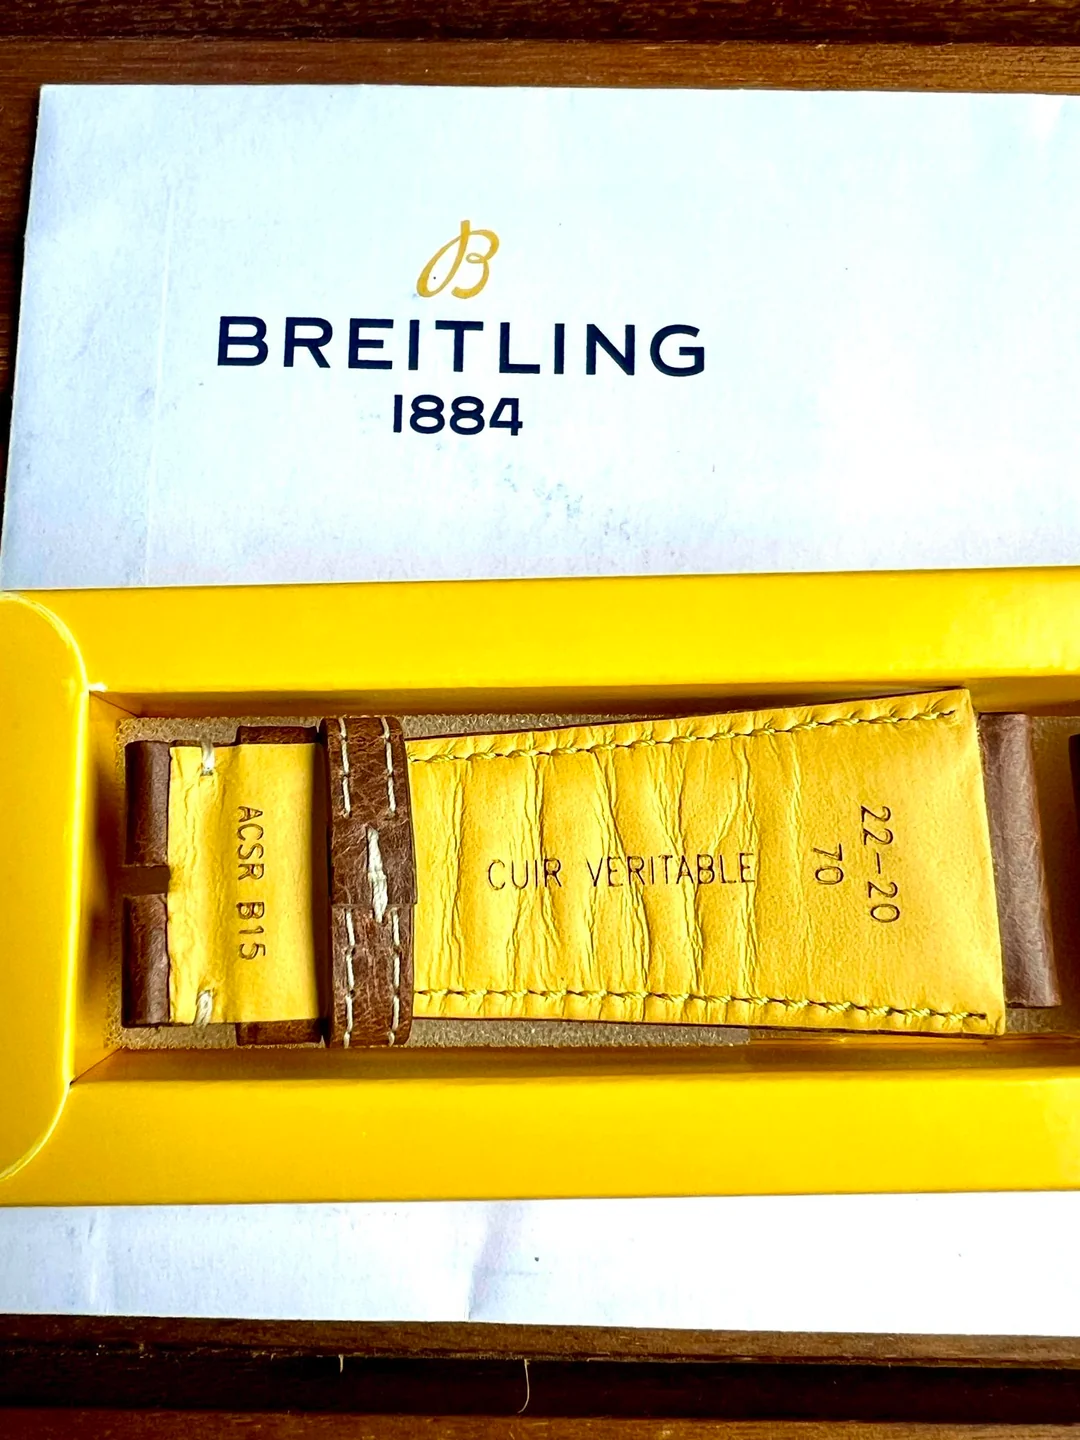 B
BREITLING
1884
ACSR B15
CUIR VERITABLE
22-20
70